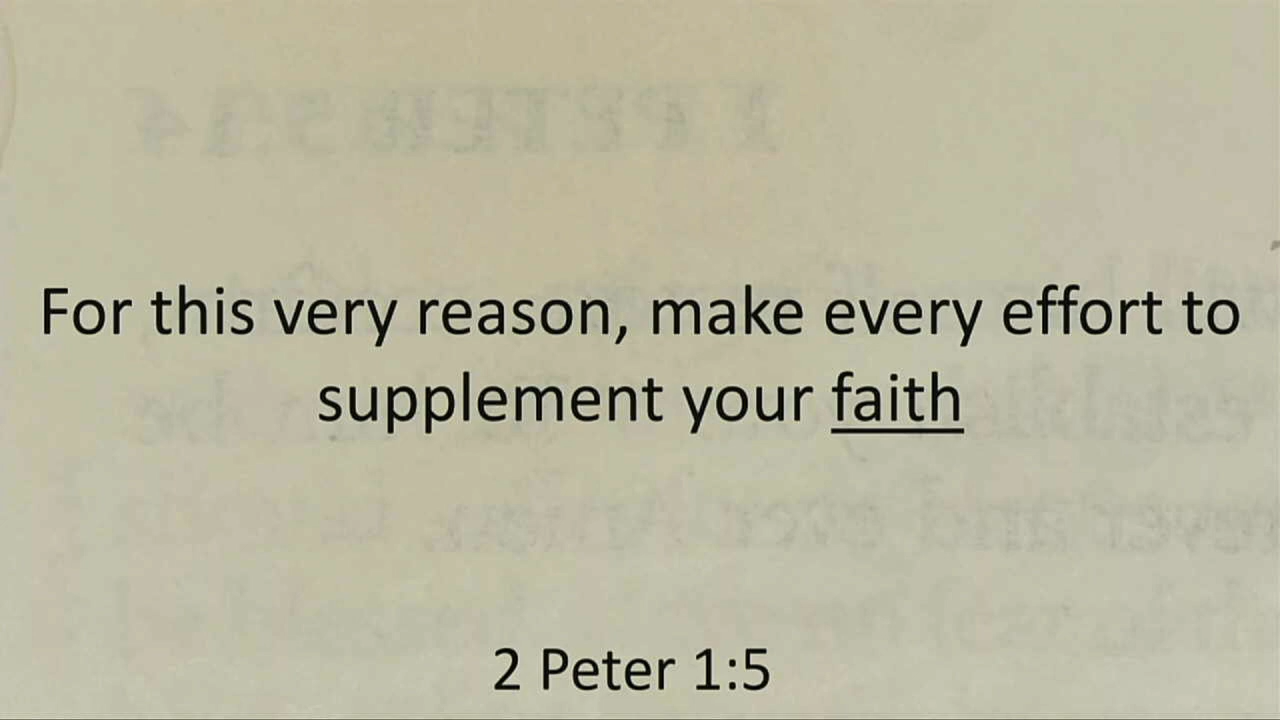 For this very reason, make every effort to
supplement your faith
2 Peter 1:5